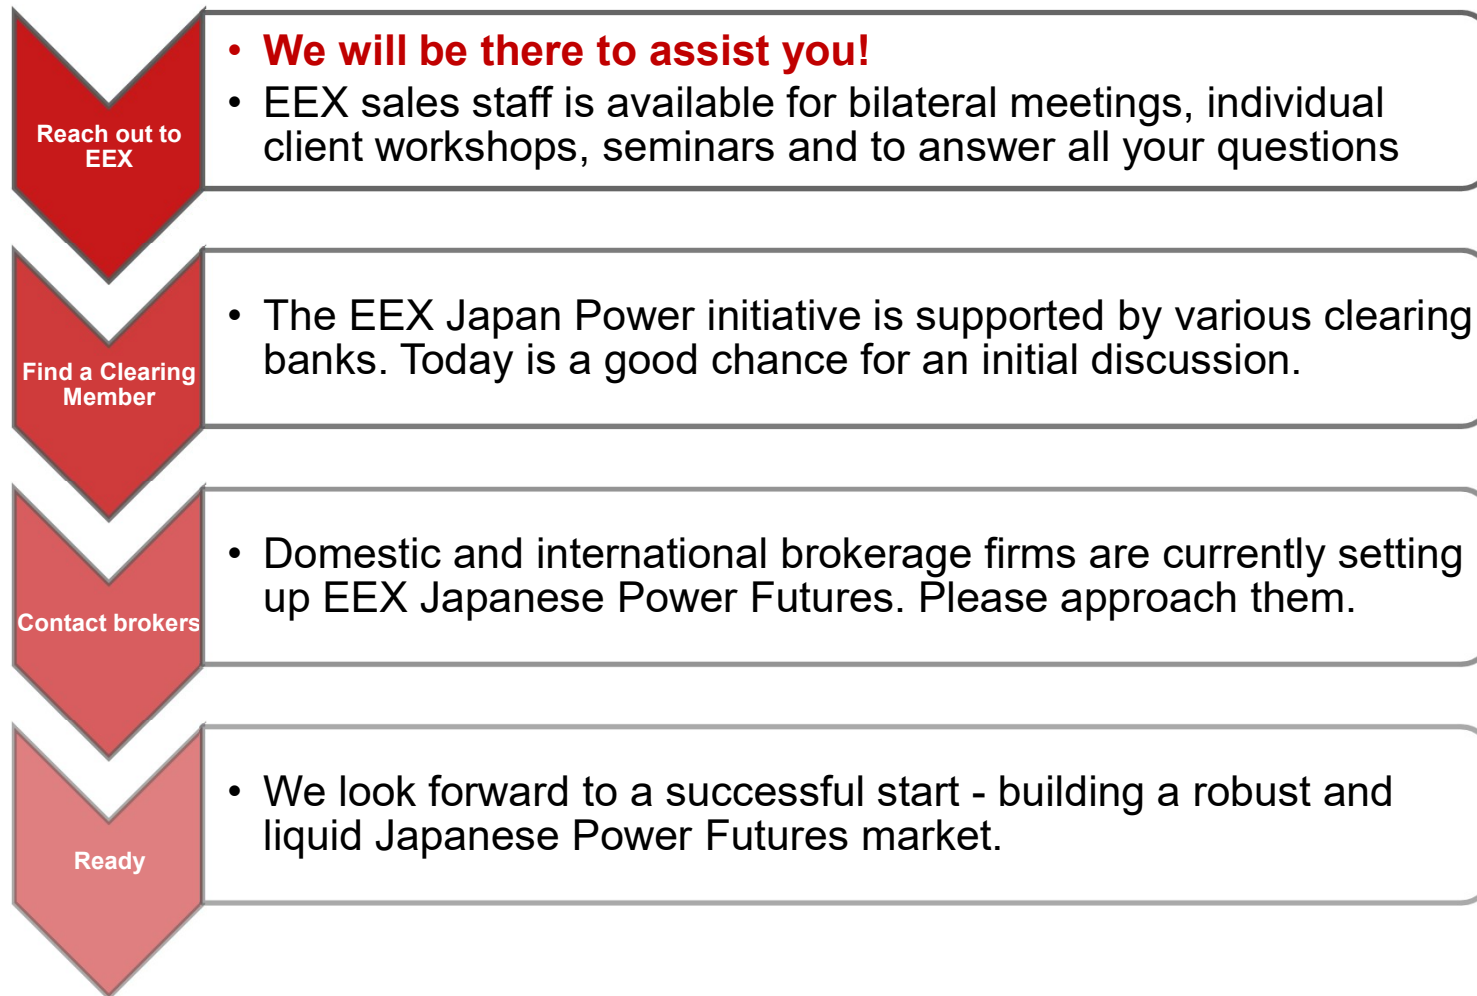 Reach out to
EEX
• We will be there to assist you!
• EEX sales staff is available for bilateral meetings, individual
client workshops, seminars and to answer all your questions
Find a Clearing
Member
• The EEX Japan Power initiative is supported by various clearing
banks. Today is a good chance for an initial discussion.
Contact brokers
• Domestic and international brokerage firms are currently setting
up EEX Japanese Power Futures. Please approach them.
Ready
• We look forward to a successful start - building a robust and
liquid Japanese Power Futures market.